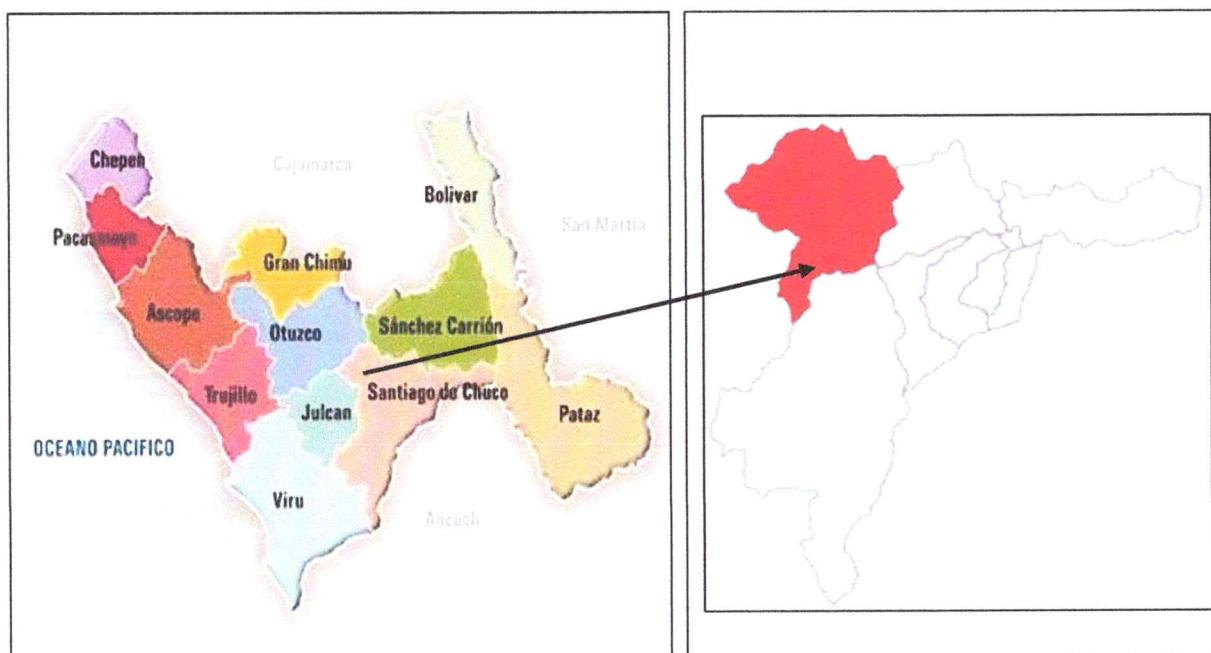 Chepen
Cajamarca
Bolivar
Pacasmayo
San Martin
Gran Chimu
Ascope
Otuzco
Sánchez Carrión
Trujillo
Santiago de Chuco
Julcan
Pataz
OCEANO PACIFICO
Viru
Ancash